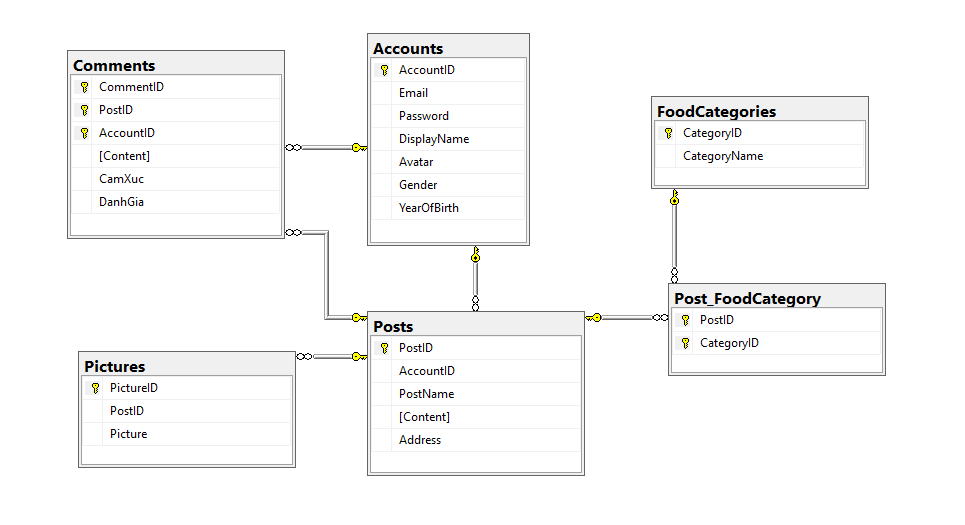 Comments
CommentID
PostID
AccountID
[Content]
CamXuc
DanhGia
Accounts
AccountID
Email
Password
DisplayName
Avatar
Gender
YearOfBirth
FoodCategories
CategoryID
CategoryName
Pictures
PictureID
PostID
Picture
Posts
PostID
AccountID
PostName
[Content]
Address
Post_FoodCategory
PostID
CategoryID